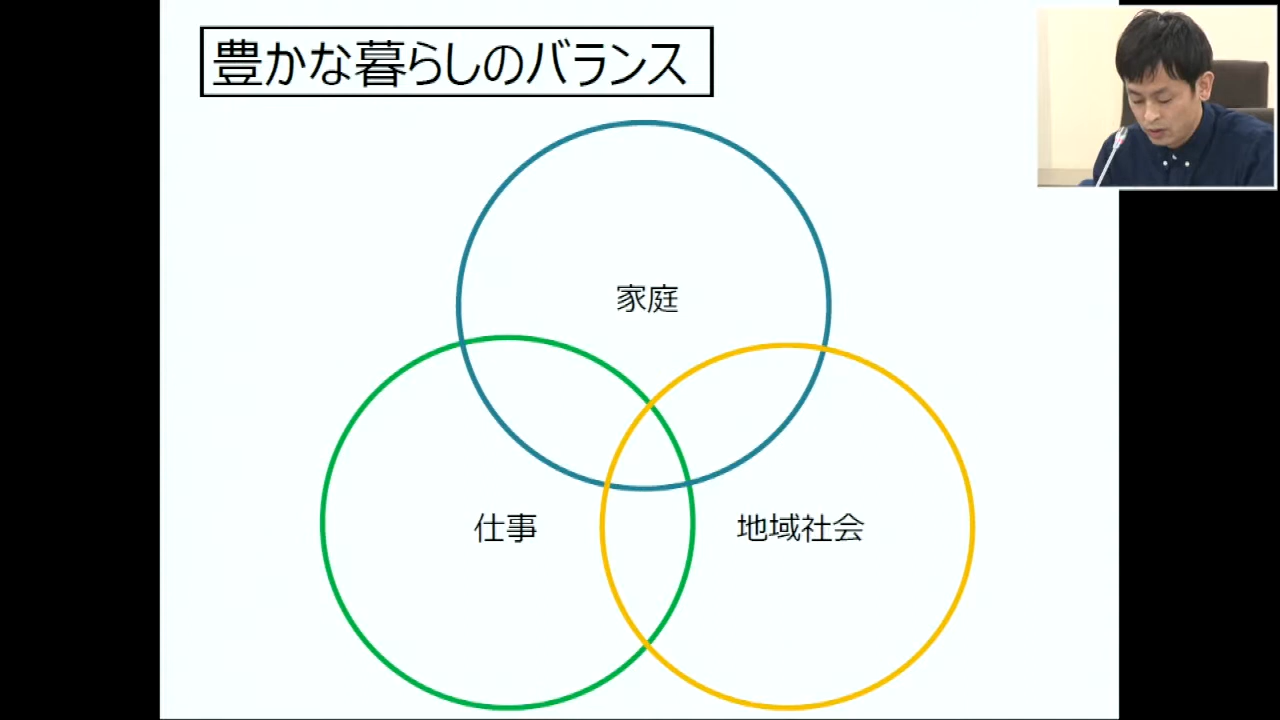 豊かな暮らしのバランス
家庭
仕事
地域社会